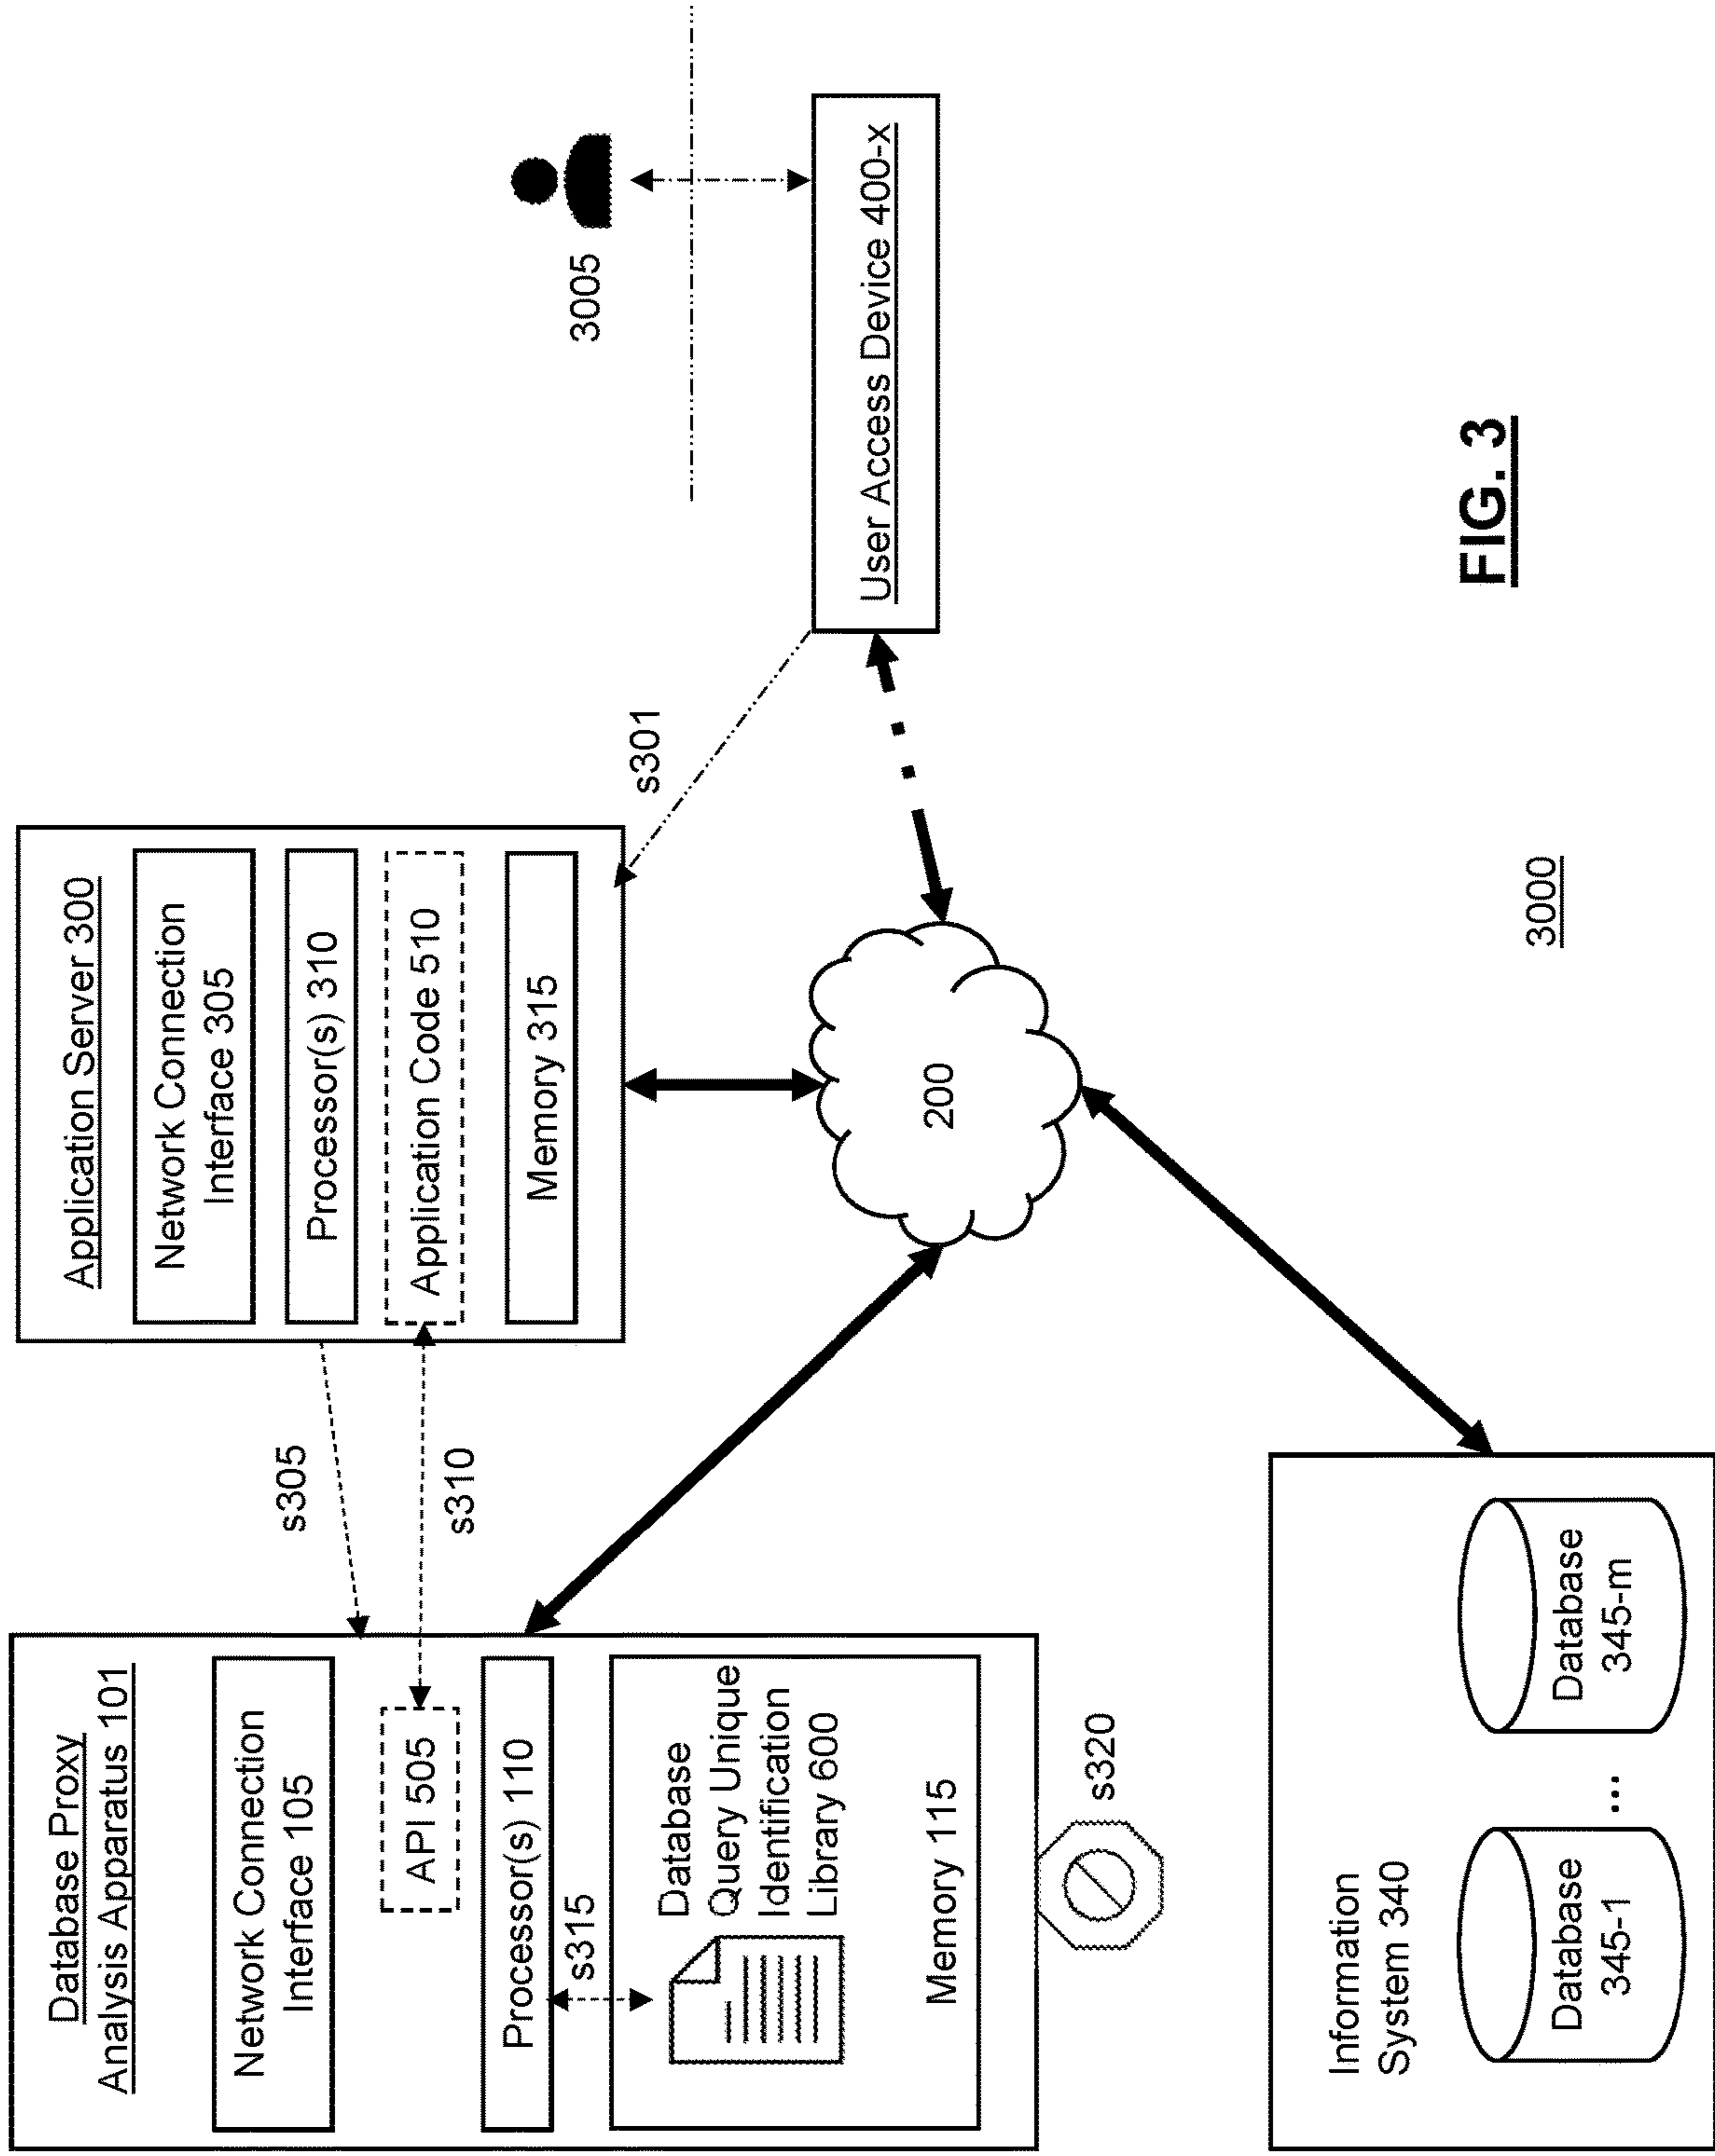 Database Proxy
Analysis Apparatus 101
Network Connection
Interface 105
API 505
Processor(s) 110
s315
Database
Query Unique
Identification
Library 600
Memory 115
s320
s305
s310
Application Server 300
Network Connection
Interface 305
Processor(s) 310
Application Code 510
Memory 315
s301
3005
User Access Device 400-x
200
Information
System 340
Database
345-1
...
Database
345-m
3000
FIG. 3